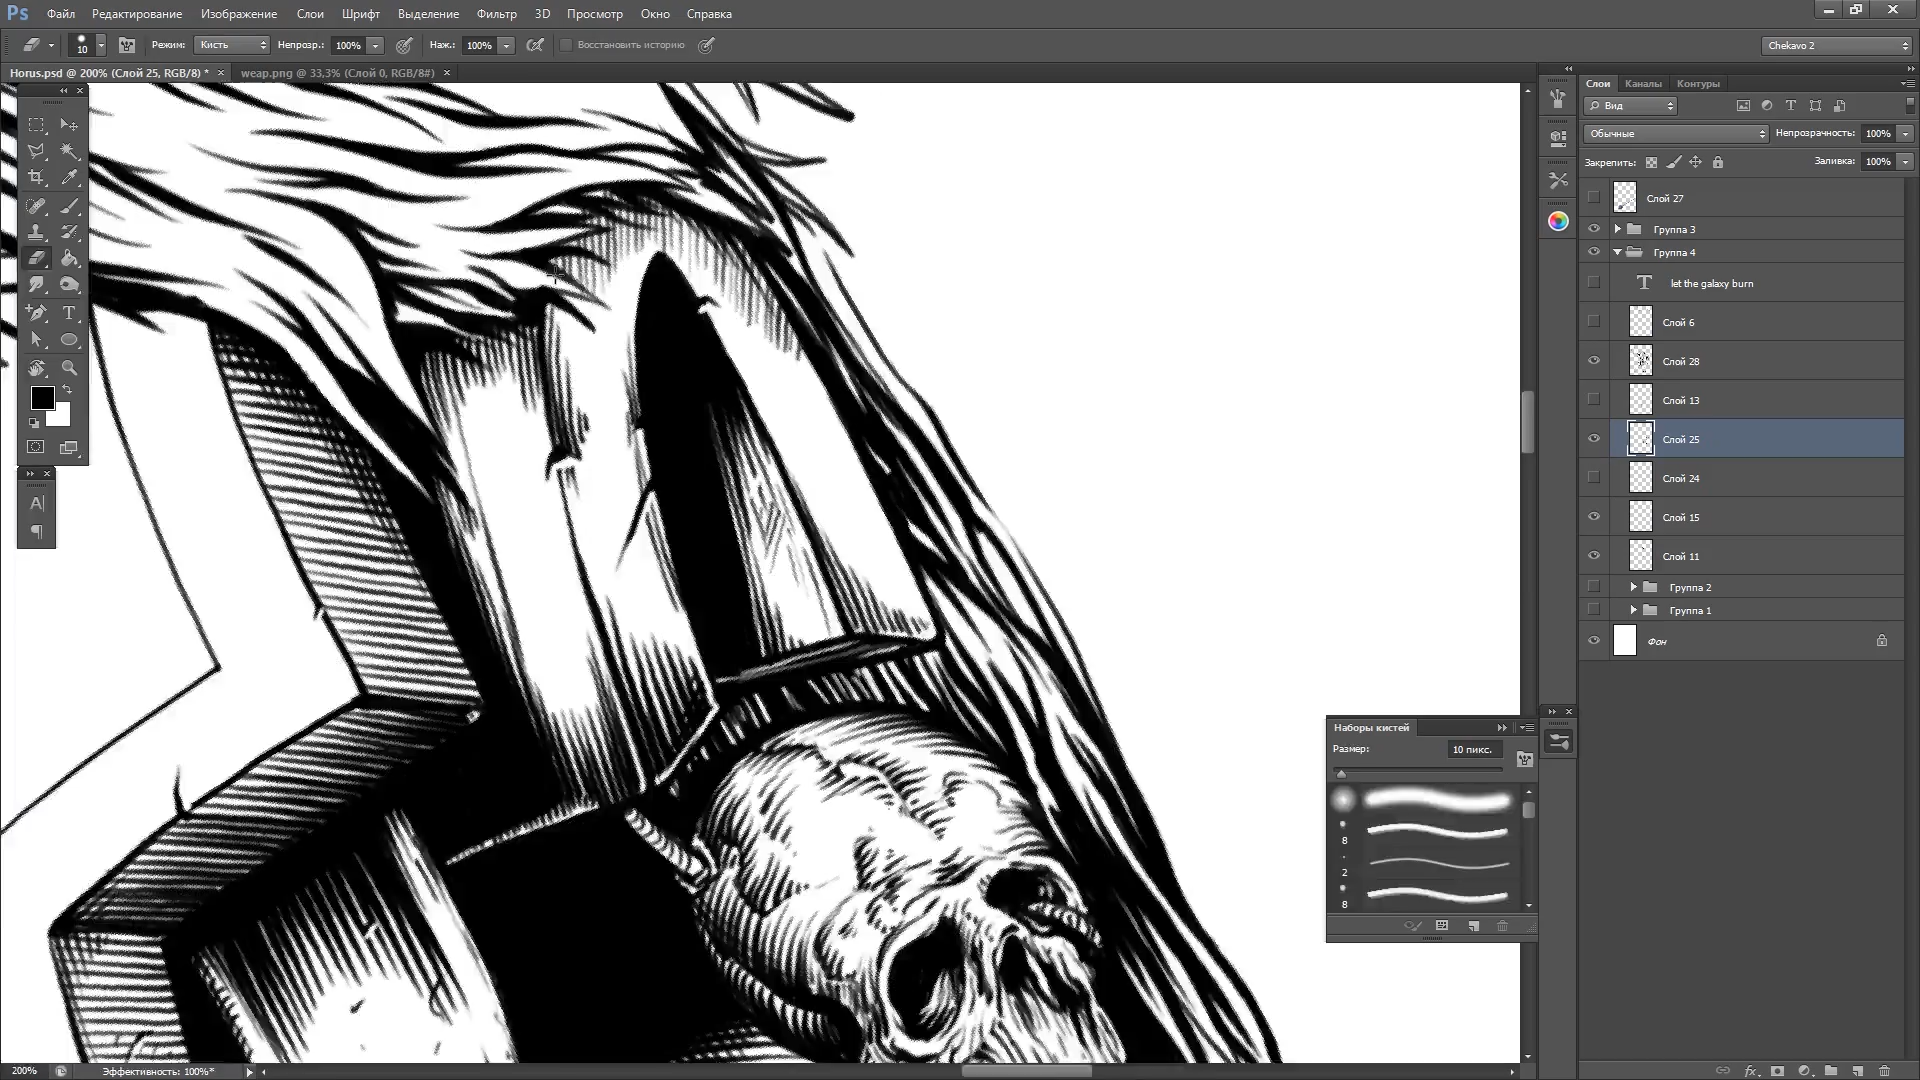 Ps Файл Редактирование Изображение Слои Шрифт Выделение Фильтр 3D Просмотр Окно Справка
10 Режим: Кисть Непрозр.: 100% Наж.: 100% Восстановить историю Chekavo 2
Horus.psd @ 200% (Слой 25, RGB/8) * × weap.png @ 33,3% (Слой 0, RGB/8#) ×
Слои Каналы Контуры
Вид
Обычные Непрозрачность: 100%
Закрепить: Заливка: 100%
Слой 27
Группа 3
Группа 4
let the galaxy burn
Слой 6
Слой 28
Слой 13
Слой 25
Слой 24
Слой 15
Слой 11
Группа 2
Группа 1
Фон
Наборы кистей
Размер: 10 пикс.
8
2
8
200% Эффективность: 100%*